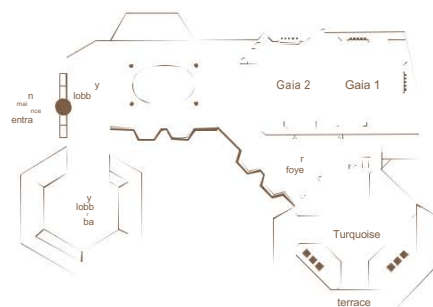 y
lobb
Gaia 2
Gaia 1
n
mai
nce
entra
r
foye
r
y
lobb
r
ba
Turquoise
terrace